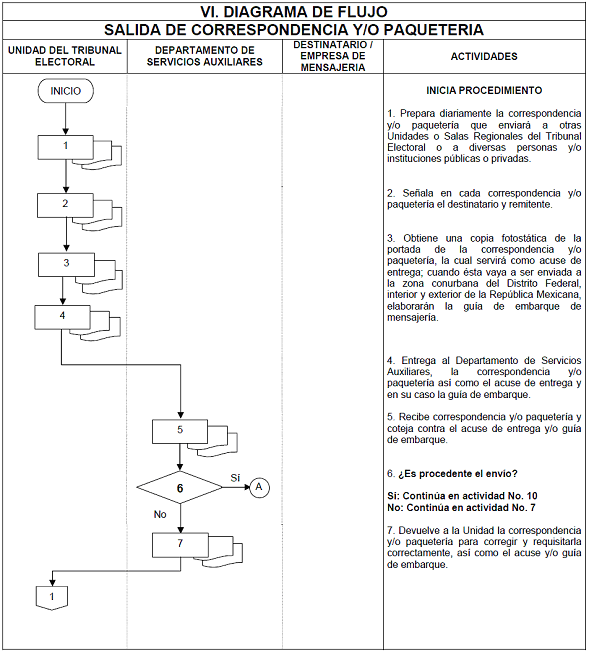 VI. DIAGRAMA DE FLUJO
SALIDA DE CORRESPONDENCIA Y/O PAQUETERIA
UNIDAD DEL TRIBUNAL
ELECTORAL
DEPARTAMENTO DE
SERVICIOS AUXILIARES
DESTINATARIO /
EMPRESA DE
MENSAJERIA
ACTIVIDADES
INICIO
1
2
3
4
5
6
Sí
A
No
7
1
INICIA PROCEDIMIENTO
1. Prepara diariamente la correspondencia
y/o paquetería que enviará a otras
Unidades o Salas Regionales del Tribunal
Electoral o a diversas personas y/o
instituciones públicas o privadas.
2. Señala en cada correspondencia y/o
paquetería el destinatario y remitente.
3. Obtiene una copia fotostática de la
portada de la correspondencia y/o
paquetería, la cual servirá como acuse de
entrega; cuando ésta vaya a ser enviada a
la zona conurbana del Distrito Federal,
interior y exterior de la República Mexicana,
elaborarán la guía de embarque de
mensajería.
4. Entrega al Departamento de Servicios
Auxiliares, la correspondencia y/o
paquetería así como el acuse de entrega y
en su caso la guía de embarque.
5. Recibe correspondencia y/o paquetería y
coteja contra el acuse de entrega y/o guía
de embarque.
6. ¿Es procedente el envío?
Sí: Continúa en actividad No. 10
No: Continúa en actividad No. 7
7. Devuelve a la Unidad la correspondencia
y/o paquetería para corregir y requisitarla
correctamente, así como el acuse y/o guía
de embarque.